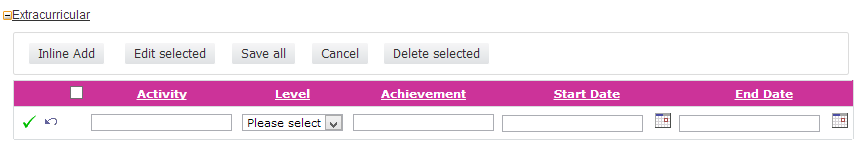 Extracurricular
Inline Add Edit selected Save all Cancel Delete selected
Activity Level Achievement Start Date End Date
Please select